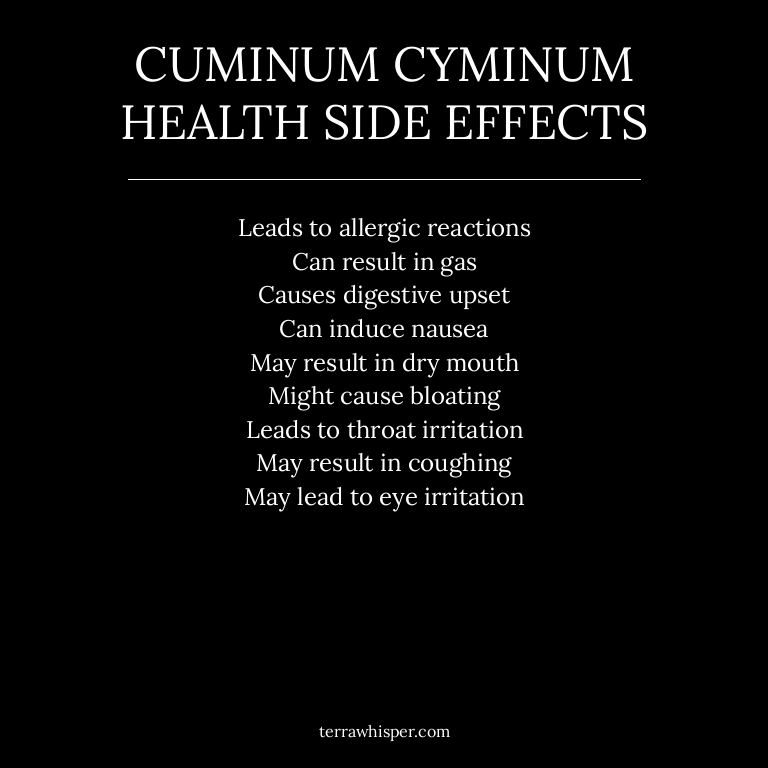 CUMINUM CYMINUM
HEALTH SIDE EFFECTS
Leads to allergic reactions
Can result in gas
Causes digestive upset
Can induce nausea
May result in dry mouth
Might cause bloating
Leads to throat irritation
May result in coughing
May lead to eye irritation
terrawhisper.com